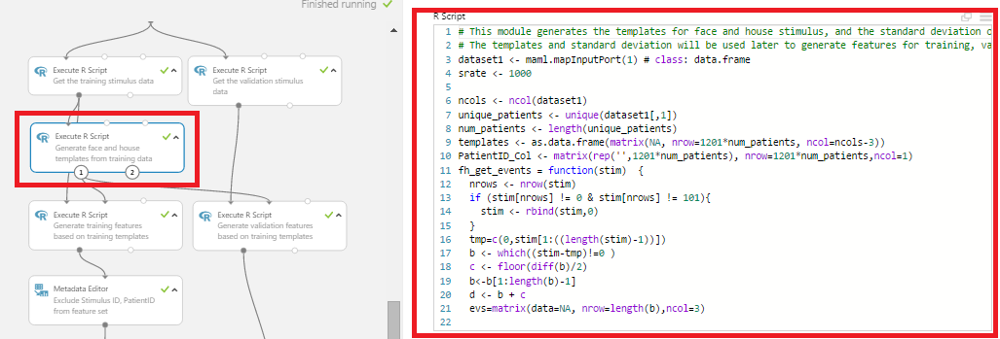 Finished running
Execute R Script
Get the training stimulus data
Execute R Script
Get the validation stimulus
data
Execute R Script
Generate face and house
templates from training data
1
2
Execute R Script
Generate training features
based on training templates
Execute R Script
Generate validation features
based on training templates
Metadata Editor
Exclude Stimulus ID, PatientID
from feature set
R Script
1 # This module generates the templates for face and house stimulus, and the standard deviation
2 # The templates and standard deviation will be used later to generate features for training, va
3 dataset1 <- maml.mapInputPort(1) # class: data.frame
4 srate <- 1000
5
6 ncols <- ncol(dataset1)
7 unique_patients <- unique(dataset1[,1])
8 num_patients <- length(unique_patients)
9 templates <- as.data.frame(matrix(NA, nrow=1201*num_patients, ncol=ncols-3))
10 PatientID_Col <- matrix(rep('',1201*num_patients), nrow=1201*num_patients,ncol=1)
11 fh_get_events = function(stim)  {
12   nrows <- nrow(stim)
13   if (stim[nrows] != 0 & stim[nrows] != 101){
14     stim <- rbind(stim,0)
15   }
16   tmp=c(0,stim[1:((length(stim)-1))])
17   b <- which((stim-tmp)!=0 )
18   c <- floor(diff(b)/2)
19   b<-b[1:length(b)-1]
20   d <- b + c
21   evs=matrix(data=NA, nrow=length(b),ncol=3)
22